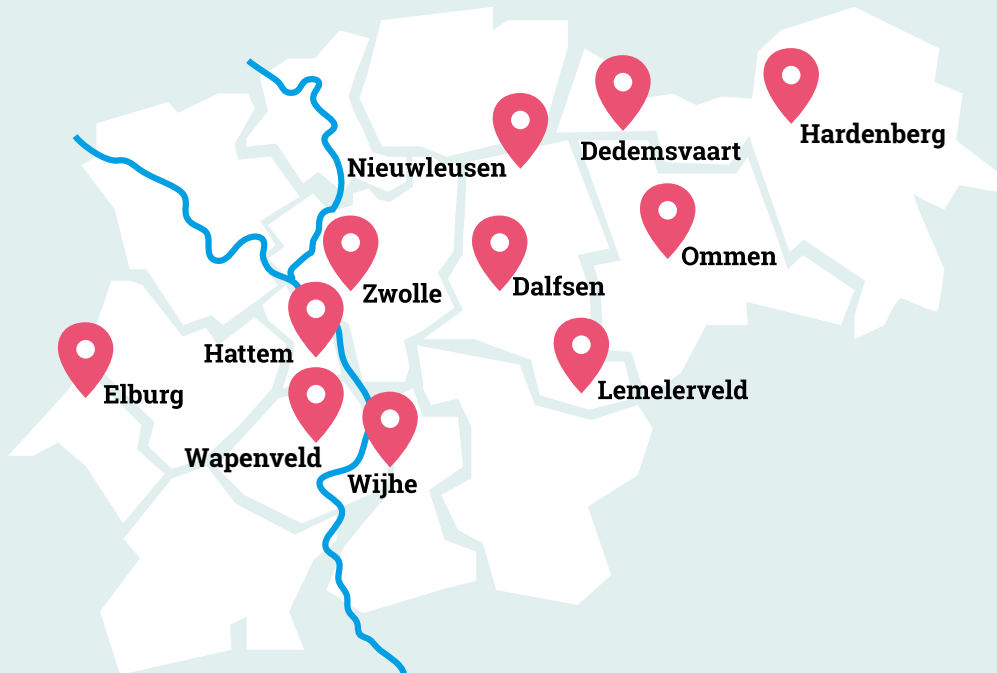 Hardenberg
Dedemsvaart
Nieuwleusen
Ommen
Dalfsen
Zwolle
Hattem
Lemelerveld
Elburg
Wapenveld
Wijhe